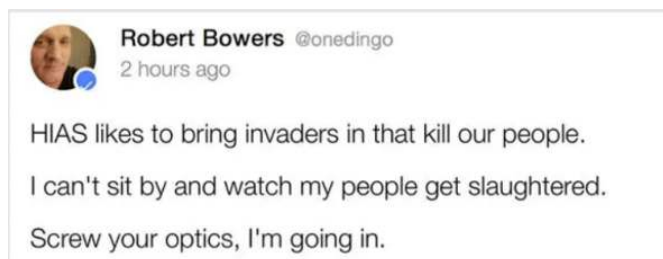 Robert Bowers @onedingo
2 hours ago
HIAS likes to bring invaders in that kill our people.
I can't sit by and watch my people get slaughtered.
Screw your optics, I'm going in.